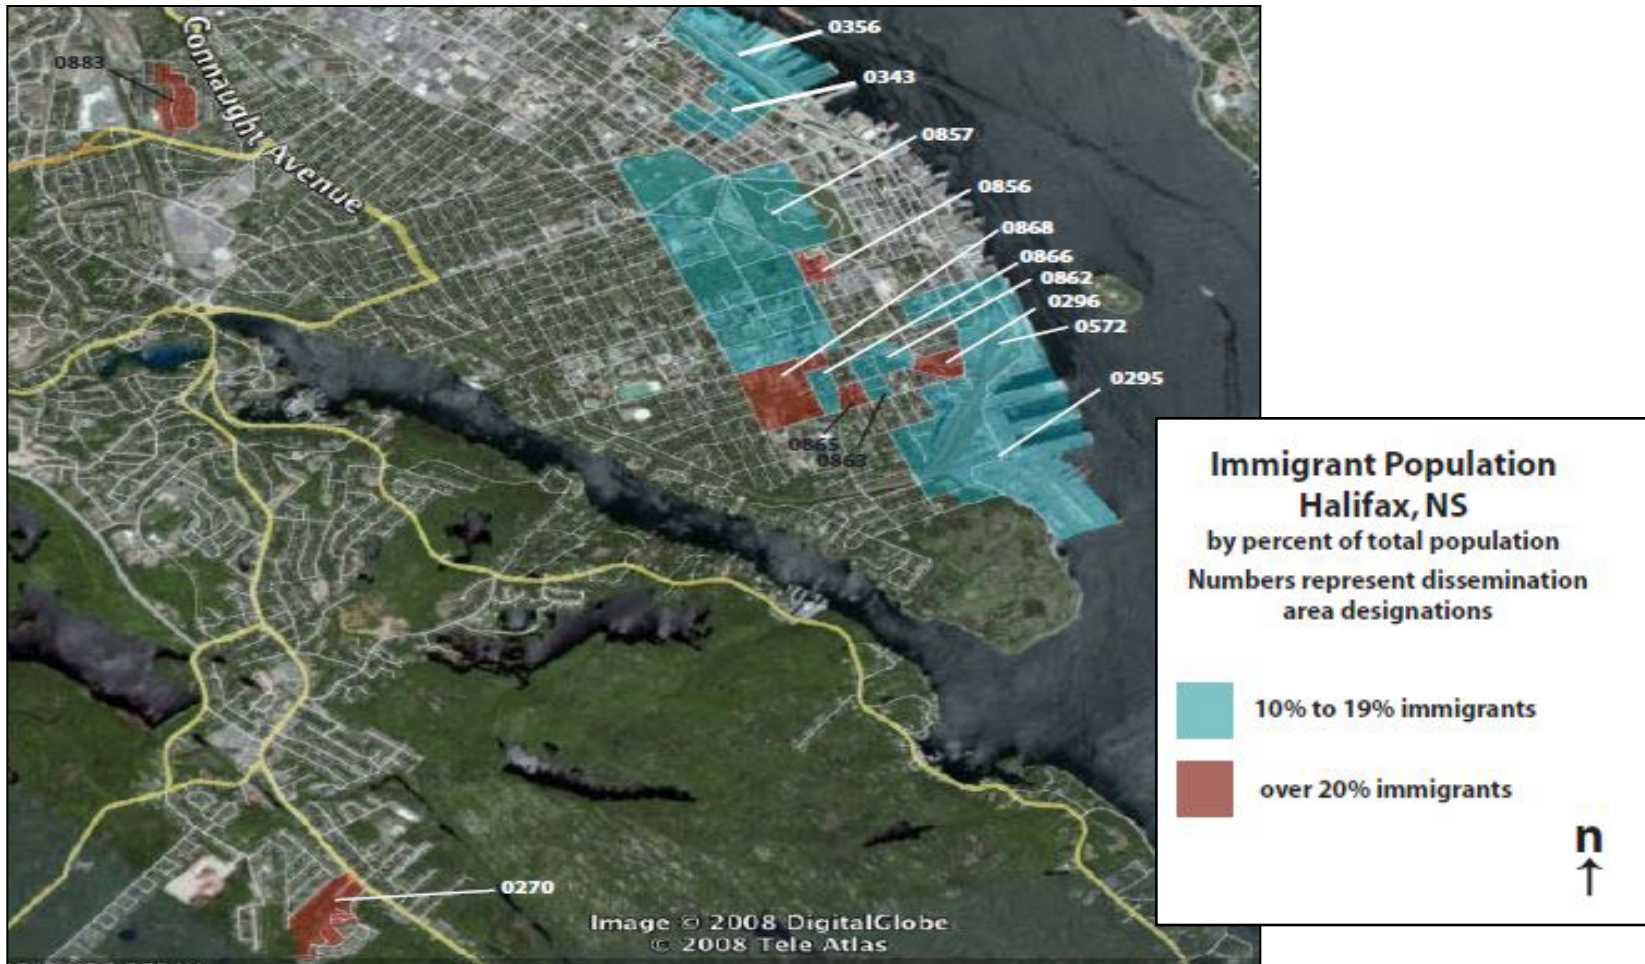 0356
0883
0343
Connaught Avenue
0857
0856
0868
0866
0862
0296
0572
0295
0865
0863
0270
Image © 2008 DigitalGlobe
© 2008 Tele Atlas
Immigrant Population
Halifax, NS
by percent of total population
Numbers represent dissemination
area designations
10% to 19% immigrants
over 20% immigrants
n